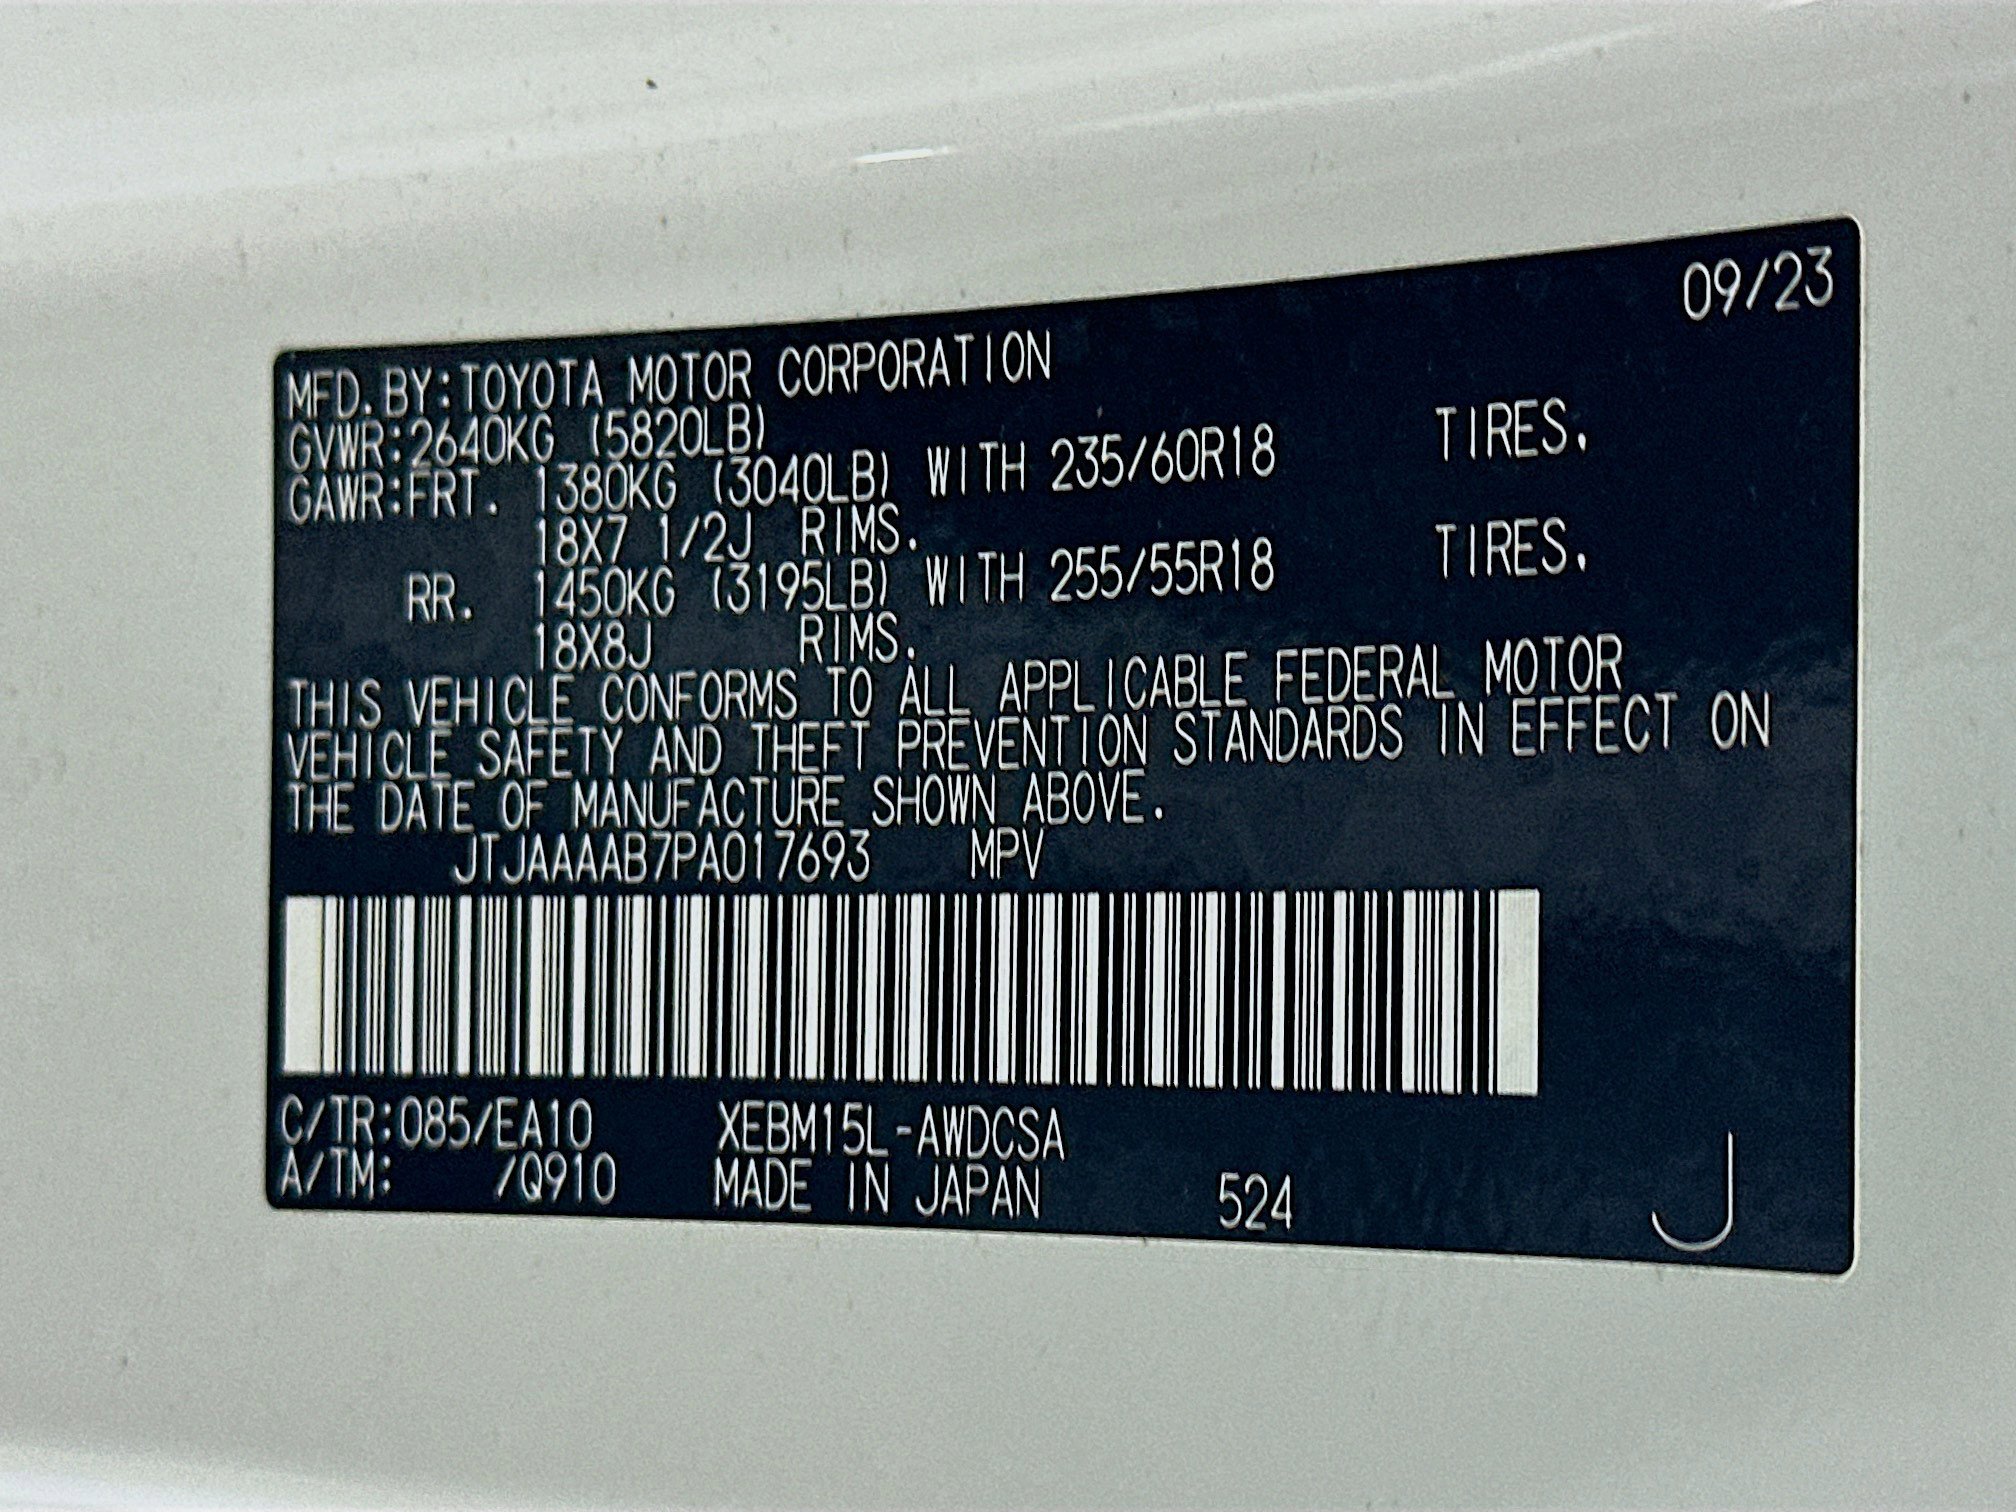 09/23
MFD.BY:TOYOTA MOTOR CORPORATION
GVWR:2640KG (5820LB)
GAWR:FRT. 1380KG (3040LB) WITH 235/60R18 TIRES.
18X7 1/2J RIMS.
RR. 1450KG (3195LB) WITH 255/55R18 TIRES.
18X8J RIMS.
THIS VEHICLE CONFORMS TO ALL APPLICABLE FEDERAL MOTOR
VEHICLE SAFETY AND THEFT PREVENTION STANDARDS IN EFFECT ON
THE DATE OF MANUFACTURE SHOWN ABOVE.
JTJAAAAB7PA017693 MPV
C/TR:085/EA10 XEBM15L-AWDCSA
A/TM: /Q910 MADE IN JAPAN 524
J